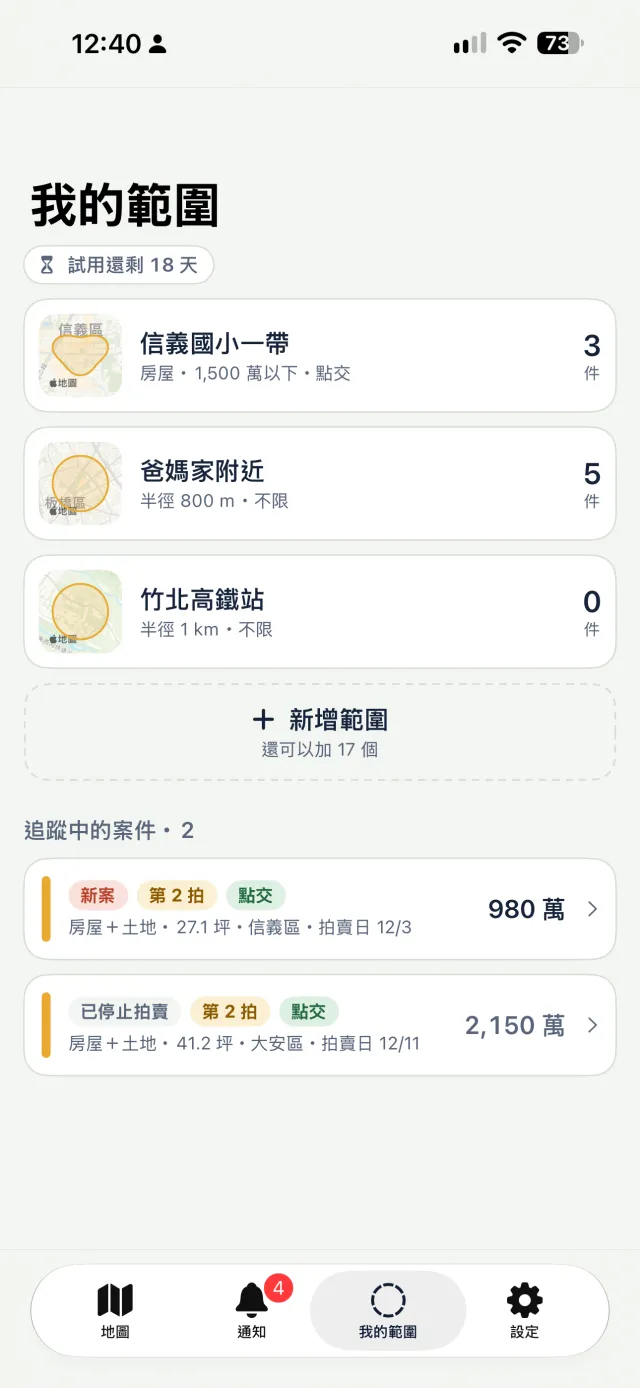 12:40
73
我的範圍
試用還剩 18 天
信義區
地圖
信義國小一帶
房屋・1,500 萬以下・點交
3
件
板橋區
地圖
爸媽家附近
半徑 800 m・不限
5
件
地圖
竹北高鐵站
半徑 1 km・不限
0
件
+ 新增範圍
還可以加 17 個
追蹤中的案件・ 2
新案 第 2 拍 點交
房屋+土地・27.1 坪・信義區・拍賣日 12/3
980 萬
已停止拍賣 第 2 拍 點交
房屋+土地・41.2 坪・大安區・拍賣日 12/11
2,150 萬
4
地圖
通知
我的範圍
設定